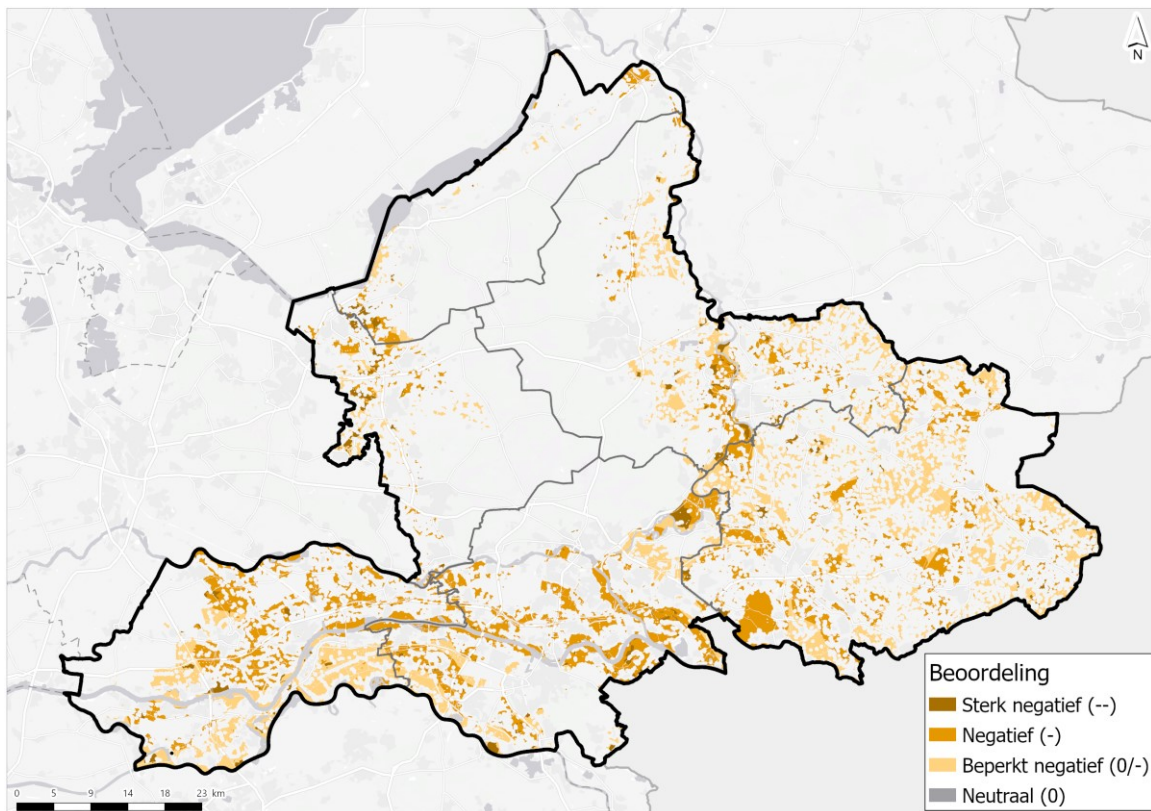 N
Beoordeling
Sterk negatief (--)
Negatief (-)
Beperkt negatief (0/-)
Neutraal (0)
0 5 9 14 18 23 km